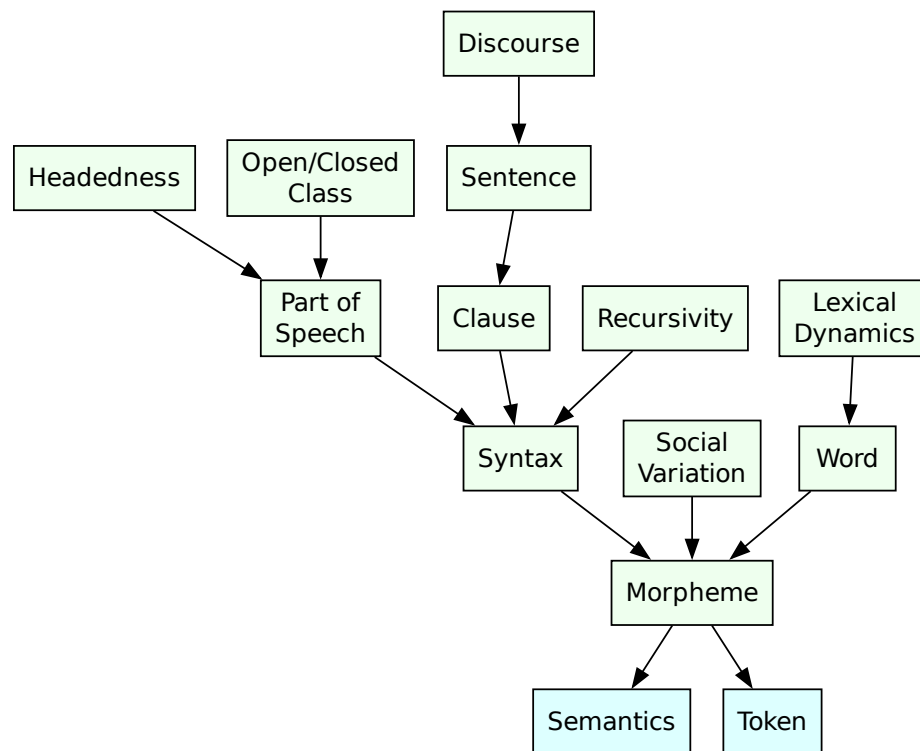 Discourse
Headedness
Open/Closed
Class
Sentence
Part of
Speech
Clause
Recursivity
Lexical
Dynamics
Syntax
Social
Variation
Word
Morpheme
Semantics
Token